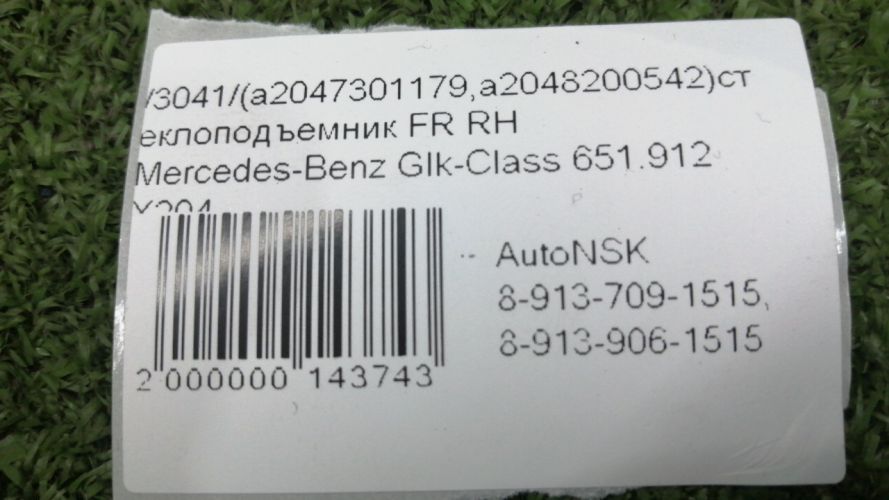 /3041/(a2047301179,a2048200542)ст
еклоподъемник FR RH
Mercedes-Benz Glk-Class 651.912
X204
AutoNSK
8-913-709-1515,
8-913-906-1515
2 000000 143743